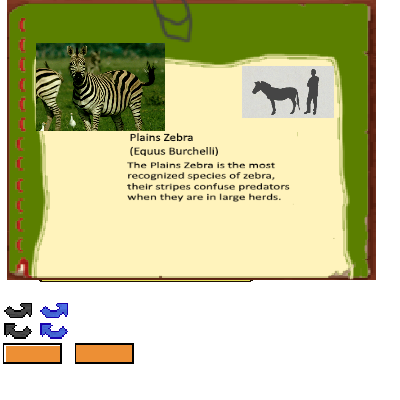 Plains Zebra
(Equus Burchelli)
The Plains Zebra is the most
recognized species of zebra,
their stripes confuse predators
when they are in large herds.